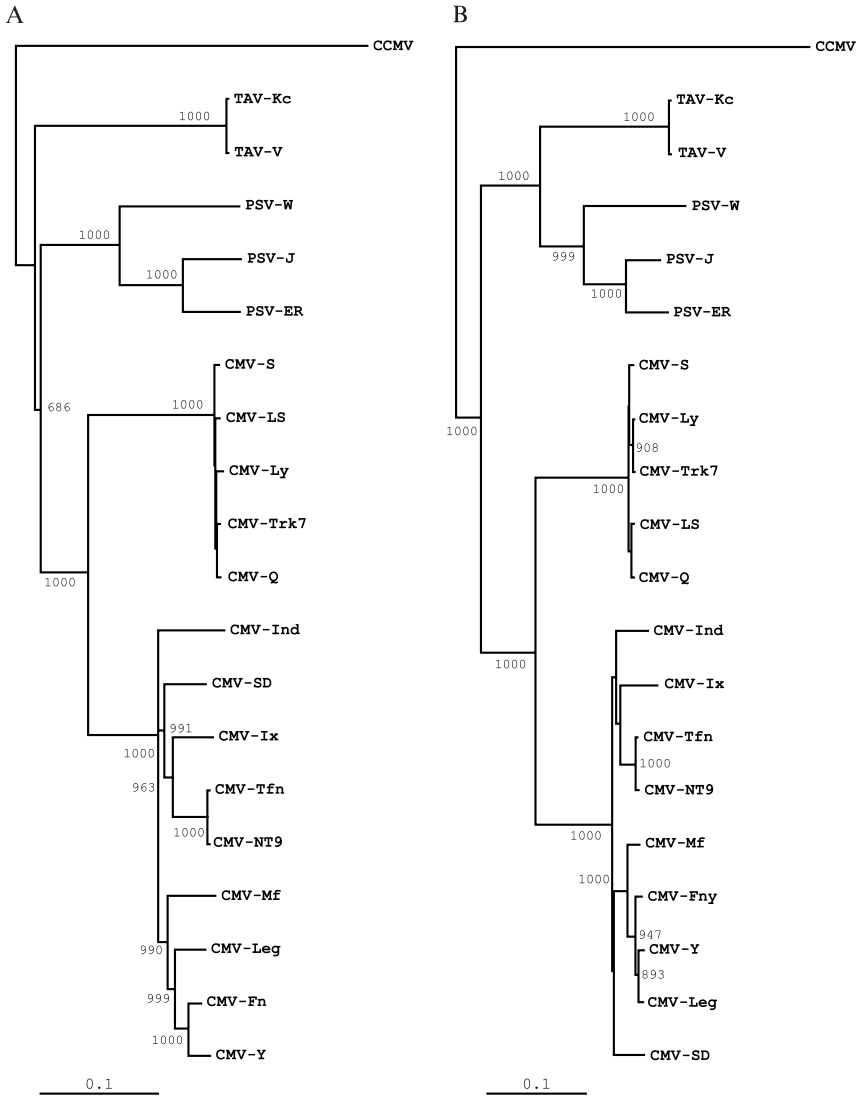 A
CCMV
TAV-Kc
1000
TAV-V
PSV-W
1000
PSV-J
1000
PSV-ER
CMV-S
1000
686
CMV-LS
CMV-Ly
CMV-Trk7
CMV-Q
1000
CMV-Ind
CMV-SD
991
CMV-Ix
1000
963
CMV-Tfn
1000
CMV-NT9
CMV-Mf
990
CMV-Leg
999
CMV-Fn
1000
CMV-Y
0.1
B
CCMV
TAV-Kc
1000
TAV-V
1000
PSV-W
999
PSV-J
1000
PSV-ER
CMV-S
CMV-Ly
1000
908
CMV-Trk7
1000
CMV-LS
CMV-Q
CMV-Ind
1000
CMV-Ix
CMV-Tfn
1000
CMV-NT9
1000
CMV-Mf
1000
CMV-Fny
947
CMV-Y
893
CMV-Leg
CMV-SD
0.1